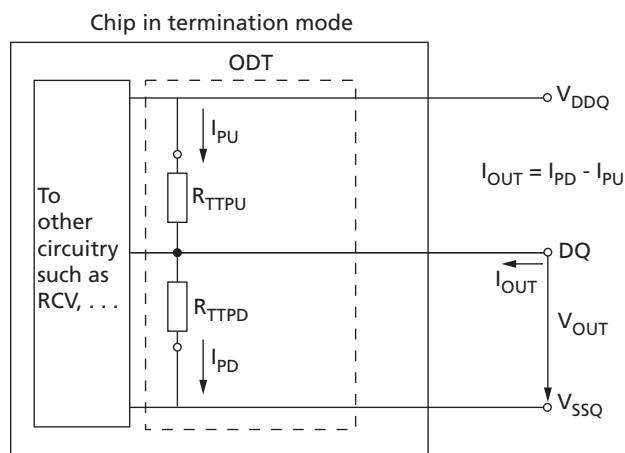 Chip in termination mode
ODT
V_DDQ
I_PU
I_OUT = I_PD - I_PU
To
other
circuitry
such as
RCV, . . .
R_TTPU
DQ
I_OUT
R_TTPD
V_OUT
I_PD
V_SSQ